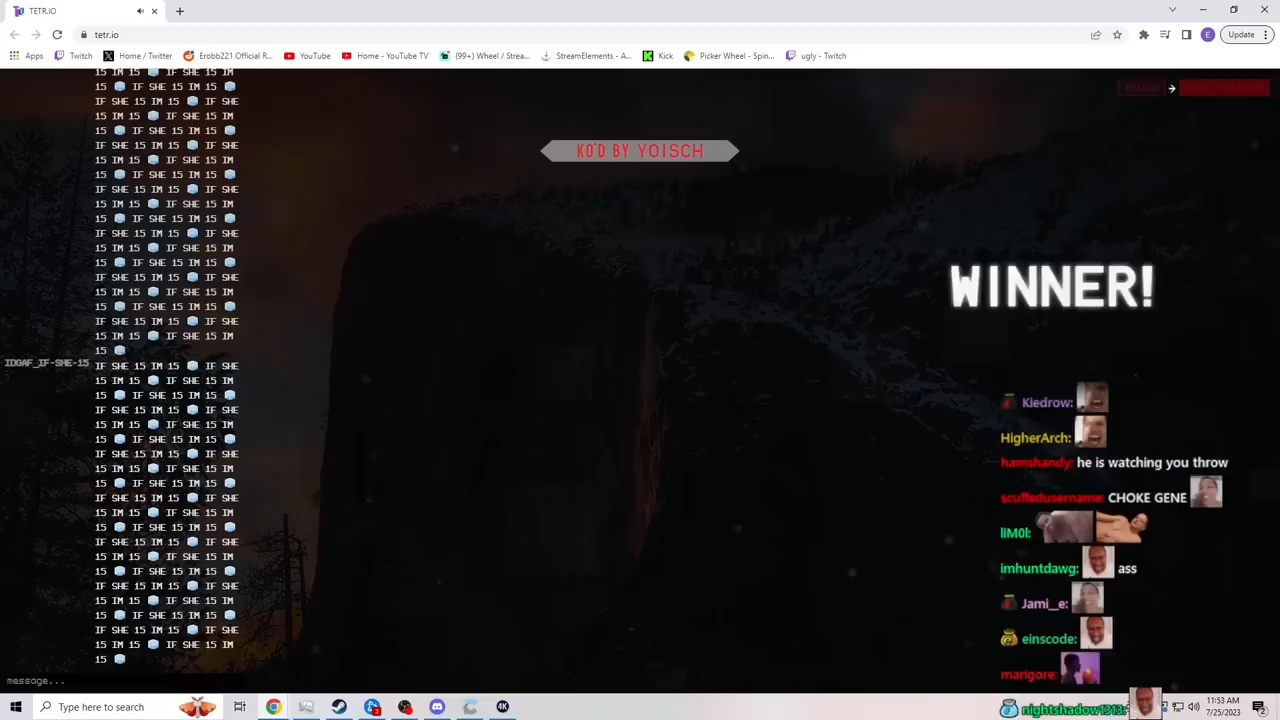 TETR.IO
tetr.io
Update
Apps
Twitch
Home / Twitter
Erobb221 Official R...
YouTube
Home - YouTube TV
(99+) Wheel / Strea...
StreamElements - A...
Kick
Picker Wheel - Spin...
ugly - Twitch
15 IM 15 IF SHE 15 IM
15 IF SHE 15 IM 15
IF SHE 15 IM 15 IF SHE
15 IM 15 IF SHE 15 IM
15 IF SHE 15 IM 15
IF SHE 15 IM 15 IF SHE
15 IM 15 IF SHE 15 IM
15 IF SHE 15 IM 15
IF SHE 15 IM 15 IF SHE
15 IM 15 IF SHE 15 IM
15 IF SHE 15 IM 15
IF SHE 15 IM 15 IF SHE
15 IM 15 IF SHE 15 IM
15 IF SHE 15 IM 15
IF SHE 15 IM 15 IF SHE
15 IM 15 IF SHE 15 IM
15 IF SHE 15 IM 15
IF SHE 15 IM 15 IF SHE
15 IM 15 IF SHE 15 IM
15
IDGAF_IF-SHE-15
IF SHE 15 IM 15 IF SHE
15 IM 15 IF SHE 15 IM
15 IF SHE 15 IM 15
IF SHE 15 IM 15 IF SHE
15 IM 15 IF SHE 15 IM
15 IF SHE 15 IM 15
IF SHE 15 IM 15 IF SHE
15 IM 15 IF SHE 15 IM
15 IF SHE 15 IM 15
IF SHE 15 IM 15 IF SHE
15 IM 15 IF SHE 15 IM
15 IF SHE 15 IM 15
IF SHE 15 IM 15 IF SHE
15 IM 15 IF SHE 15 IM
15 IF SHE 15 IM 15
IF SHE 15 IM 15 IF SHE
15 IM 15 IF SHE 15 IM
15 IF SHE 15 IM 15
IF SHE 15 IM 15 IF SHE
15 IM 15 IF SHE 15 IM
15
message...
KO'D BY YOISCH
WINNER!
Kiedrow:
HigherArch:
hamshandy: he is watching you throw
scuffedusername: CHOKE GENE
liM0l:
imhuntdawg: ass
Jami__e:
einscode:
marigore:
nightshadow1313:
Type here to search
4K
11:53 AM
7/25/2023
2